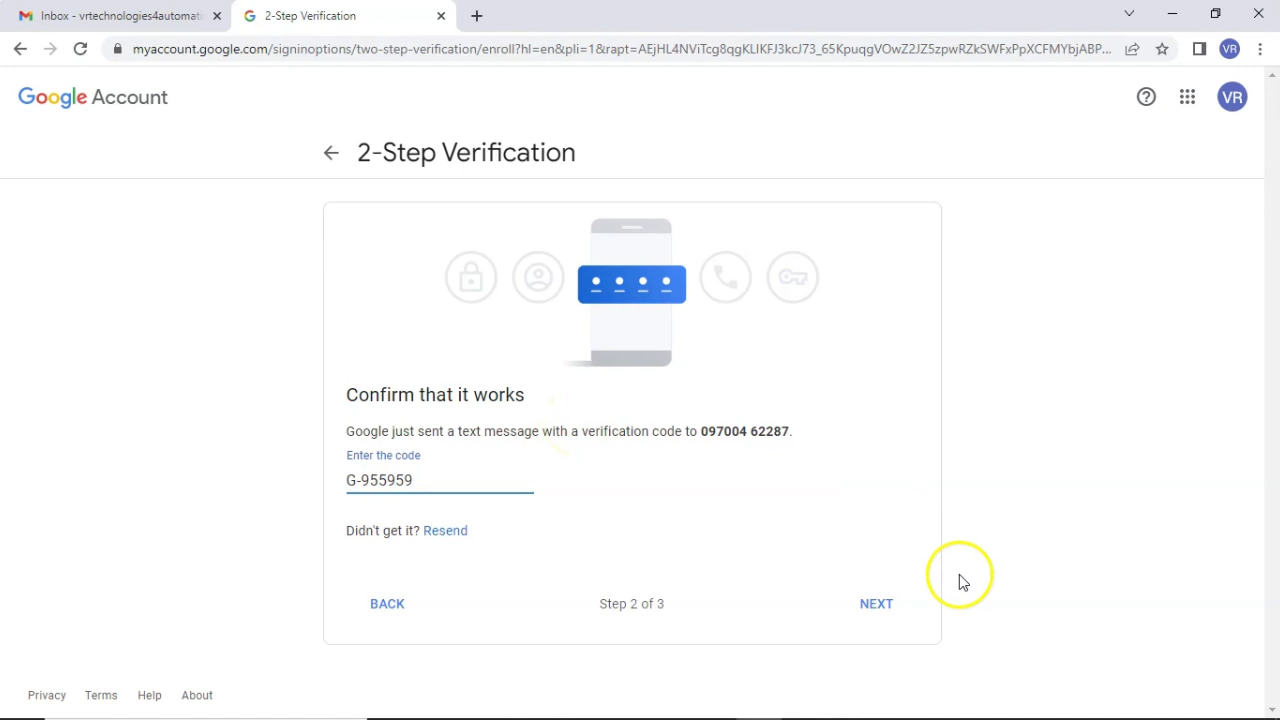 Inbox - vrtechnologies4automati
2-Step Verification
myaccount.google.com/signinoptions/two-step-verification/enroll?hl=en&pli=1&rapt=AEjHL4NViTcg8qgKLIKFJ3kcJ73_65KpuqgVOwZ2JZ5zpwRZkSWFxPpXCFMYbjABP...
VR
Google Account
VR
2-Step Verification
Confirm that it works
Google just sent a text message with a verification code to 097004 62287.
Enter the code
G-955959
Didn't get it? Resend
BACK
Step 2 of 3
NEXT
Privacy Terms Help About